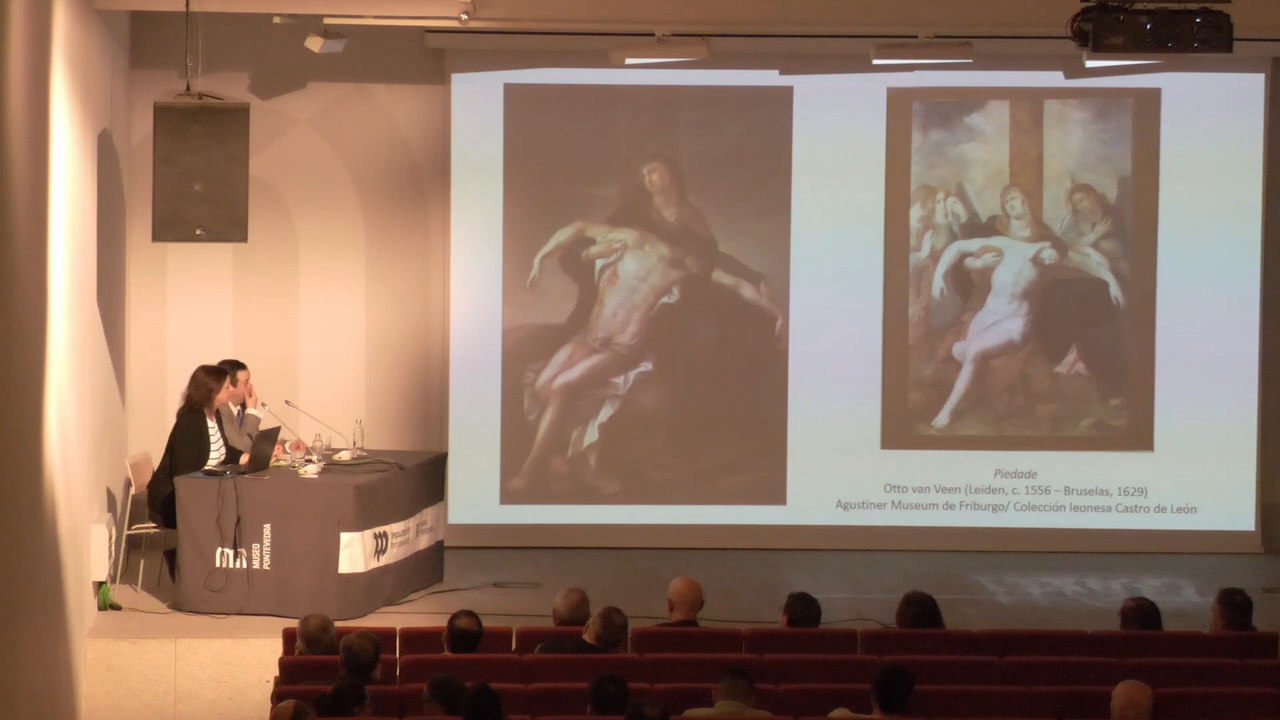 Piedade
Otto van Veen (Leiden, c. 1556 – Bruselas, 1629)
Agustiner Museum de Friburgo/ Colección leonesa Castro de León
MUSEO
PONTEVEDRA